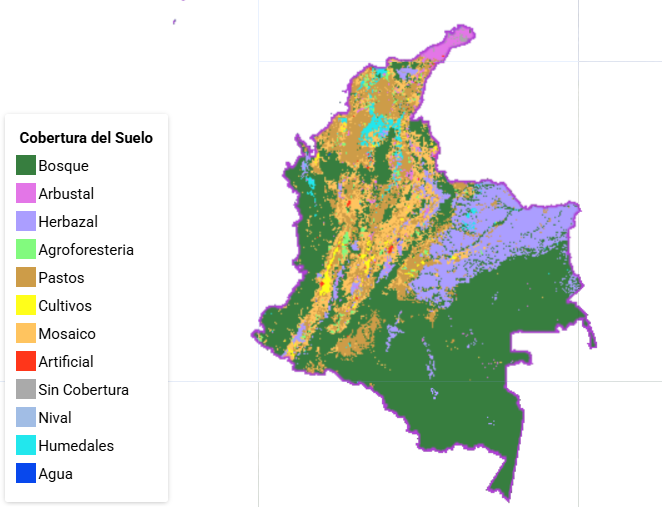 Cobertura del Suelo
Bosque
Arbustal
Herbazal
Agroforesteria
Pastos
Cultivos
Mosaico
Artificial
Sin Cobertura
Nival
Humedales
Agua